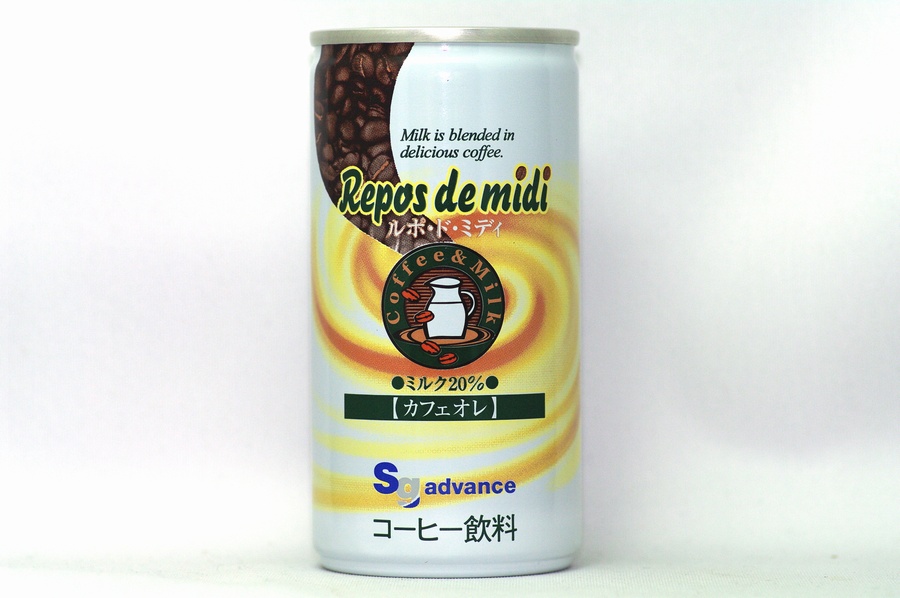 Milk is blended in
delicious coffee.
Repos de midi
ルポ・ド・ミディ
Coffee & Milk
●ミルク20%●
【カフェオレ】
Sg advance
コーヒー飲料